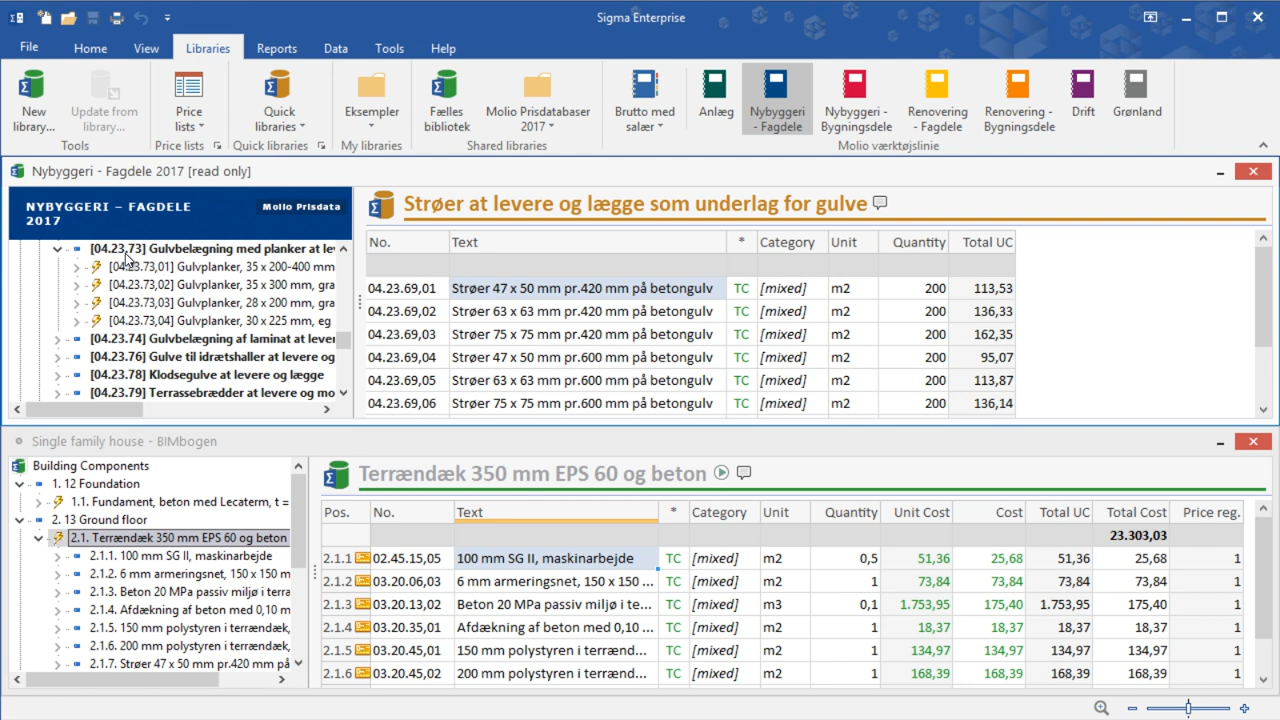 Sigma Enterprise
File Home View Libraries Reports Data Tools Help
New library...
Update from library...
Price lists
Quick libraries
Eksempler
Fælles bibliotek
Molio Prisdatabaser 2017
Brutto med salær
Anlæg
Nybyggeri - Fagdele
Nybyggeri - Bygningsdele
Renovering - Fagdele
Renovering - Bygningsdele
Drift
Grønland
Tools Price lists Quick libraries My libraries Shared libraries Molio værktøjslinie
Nybyggeri - Fagdele 2017 [read only]
NYBYGGERI – FAGDELE 2017
Molio Prisdata
[04.23.73] Gulvbelægning med planker at lev
[04.23.73,01] Gulvplanker, 35 x 200-400 mm
[04.23.73,02] Gulvplanker, 35 x 300 mm, gra
[04.23.73,03] Gulvplanker, 28 x 200 mm, gra
[04.23.73,04] Gulvplanker, 30 x 225 mm, eg
[04.23.74] Gulvbelægning af laminat at lever
[04.23.76] Gulve til idrætshaller at levere og
[04.23.78] Klodsegulve at levere og lægge
[04.23.79] Terrassebrædder at levere og mo
Strøer at levere og lægge som underlag for gulve
No. Text * Category Unit Quantity Total UC
04.23.69,01 Strøer 47 x 50 mm pr.420 mm på betongulv TC [mixed] m2 200 113,53
04.23.69,02 Strøer 63 x 63 mm pr.420 mm på betongulv TC [mixed] m2 200 136,33
04.23.69,03 Strøer 75 x 75 mm pr.420 mm på betongulv TC [mixed] m2 200 162,35
04.23.69,04 Strøer 47 x 50 mm pr.600 mm på betongulv TC [mixed] m2 200 95,07
04.23.69,05 Strøer 63 x 63 mm pr.600 mm på betongulv TC [mixed] m2 200 113,87
04.23.69,06 Strøer 75 x 75 mm pr.600 mm på betongulv TC [mixed] m2 200 136,14
Single family house - BIMbogen
Building Components
1. 12 Foundation
1.1. Fundament, beton med Lecaterm, t =
2. 13 Ground floor
2.1. Terrændæk 350 mm EPS 60 og beton
2.1.1. 100 mm SG II, maskinarbejde
2.1.2. 6 mm armeringsnet, 150 x 150 m
2.1.3. Beton 20 MPa passiv miljø i terra
2.1.4. Afdækning af beton med 0,10 m
2.1.5. 150 mm polystyren i terrændæk,
2.1.6. 200 mm polystyren i terrændæk,
2.1.7. Strøer 47 x 50 mm pr.420 mm på
Terrændæk 350 mm EPS 60 og beton
Pos. No. Text * Category Unit Quantity Unit Cost Cost Total UC Total Cost Price reg.
23.303,03
2.1.1 02.45.15,05 100 mm SG II, maskinarbejde TC [mixed] m2 0,5 51,36 25,68 51,36 25,68 1
2.1.2 03.20.06,03 6 mm armeringsnet, 150 x 150 ... TC [mixed] m2 1 73,84 73,84 73,84 73,84 1
2.1.3 03.20.13,02 Beton 20 MPa passiv miljø i te... TC [mixed] m3 0,1 1.753,95 175,40 1.753,95 175,40 1
2.1.4 03.20.35,01 Afdækning af beton med 0,10 ... TC [mixed] m2 1 18,37 18,37 18,37 18,37 1
2.1.5 03.20.45,01 150 mm polystyren i terrænd... TC [mixed] m2 1 134,97 134,97 134,97 134,97 1
2.1.6 03.20.45,02 200 mm polystyren i terrænd... TC [mixed] m2 1 168,39 168,39 168,39 168,39 1